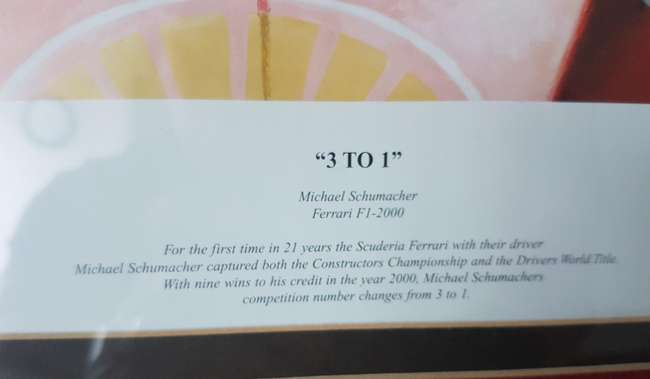 “3 TO 1”
Michael Schumacher
Ferrari F1-2000
For the first time in 21 years the Scuderia Ferrari with their driver
Michael Schumacher captured both the Constructors Championship and the Drivers World Title.
With nine wins to his credit in the year 2000, Michael Schumachers
competition number changes from 3 to 1.